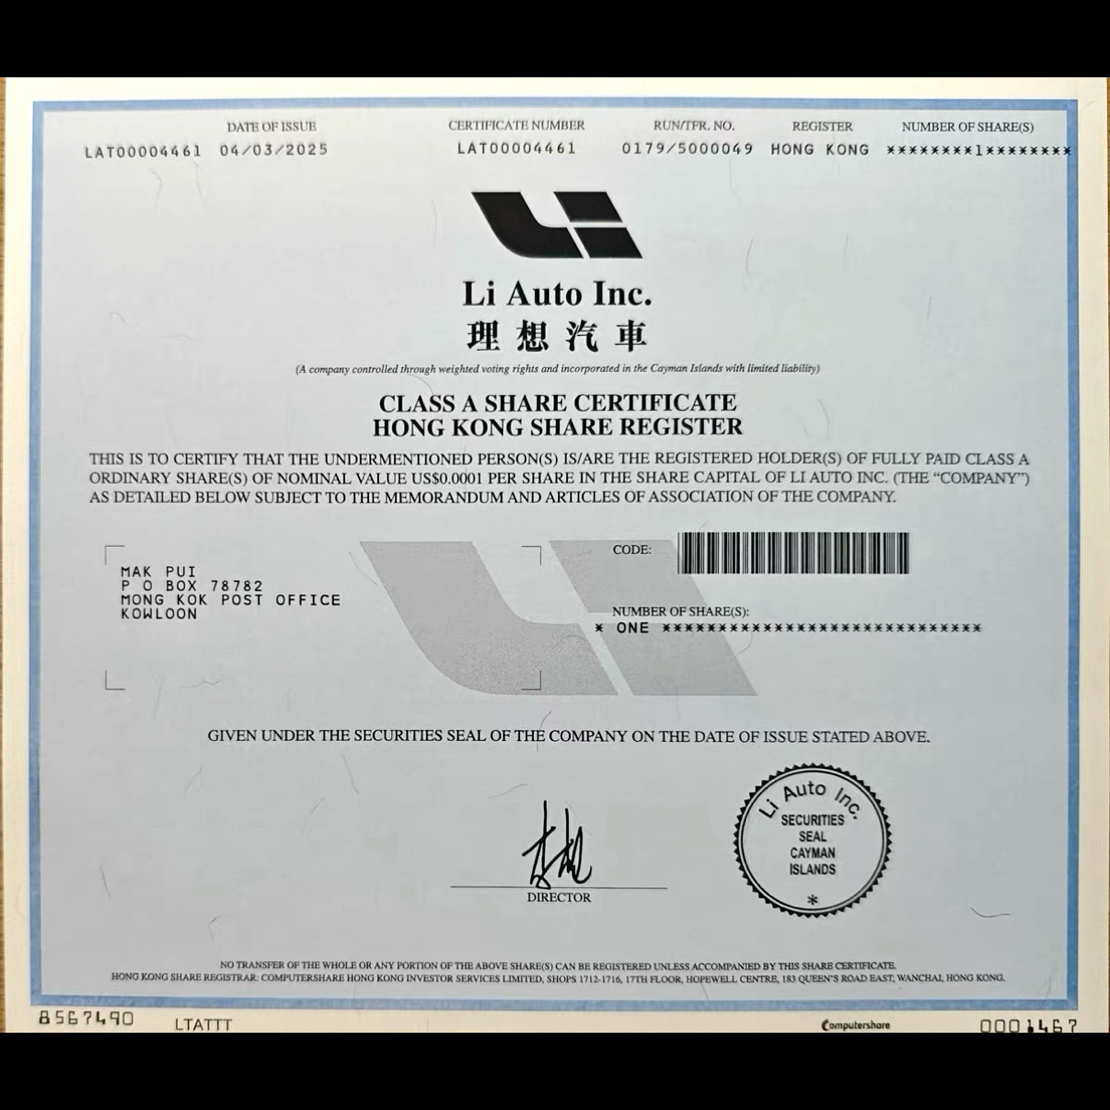 DATE OF ISSUE CERTIFICATE NUMBER RUN/TFR. NO. REGISTER NUMBER OF SHARE(S)
LAT00004461 04/03/2025 LAT00004461 0179/5000049 HONG KONG ********1********
Li Auto Inc.
理想汽車
(A company controlled through weighted voting rights and incorporated in the Cayman Islands with limited liability)
CLASS A SHARE CERTIFICATE
HONG KONG SHARE REGISTER
THIS IS TO CERTIFY THAT THE UNDERMENTIONED PERSON(S) IS/ARE THE REGISTERED HOLDER(S) OF FULLY PAID CLASS A
ORDINARY SHARE(S) OF NOMINAL VALUE US$0.0001 PER SHARE IN THE SHARE CAPITAL OF LI AUTO INC. (THE “COMPANY”)
AS DETAILED BELOW SUBJECT TO THE MEMORANDUM AND ARTICLES OF ASSOCIATION OF THE COMPANY.
CODE:
MAK PUI
P O BOX 78782
MONG KOK POST OFFICE
KOWLOON
NUMBER OF SHARE(S):
* ONE ****************************
GIVEN UNDER THE SECURITIES SEAL OF THE COMPANY ON THE DATE OF ISSUE STATED ABOVE.
Li Auto Inc.
SECURITIES
SEAL
CAYMAN
ISLANDS
*
DIRECTOR
NO TRANSFER OF THE WHOLE OR ANY PORTION OF THE ABOVE SHARE(S) CAN BE REGISTERED UNLESS ACCOMPANIED BY THIS SHARE CERTIFICATE.
HONG KONG SHARE REGISTRAR: COMPUTERSHARE HONG KONG INVESTOR SERVICES LIMITED, SHOPS 1712-1716, 17TH FLOOR, HOPEWELL CENTRE, 183 QUEEN'S ROAD EAST, WANCHAI, HONG KONG.
8567490 LTATTT Computershare 0001467